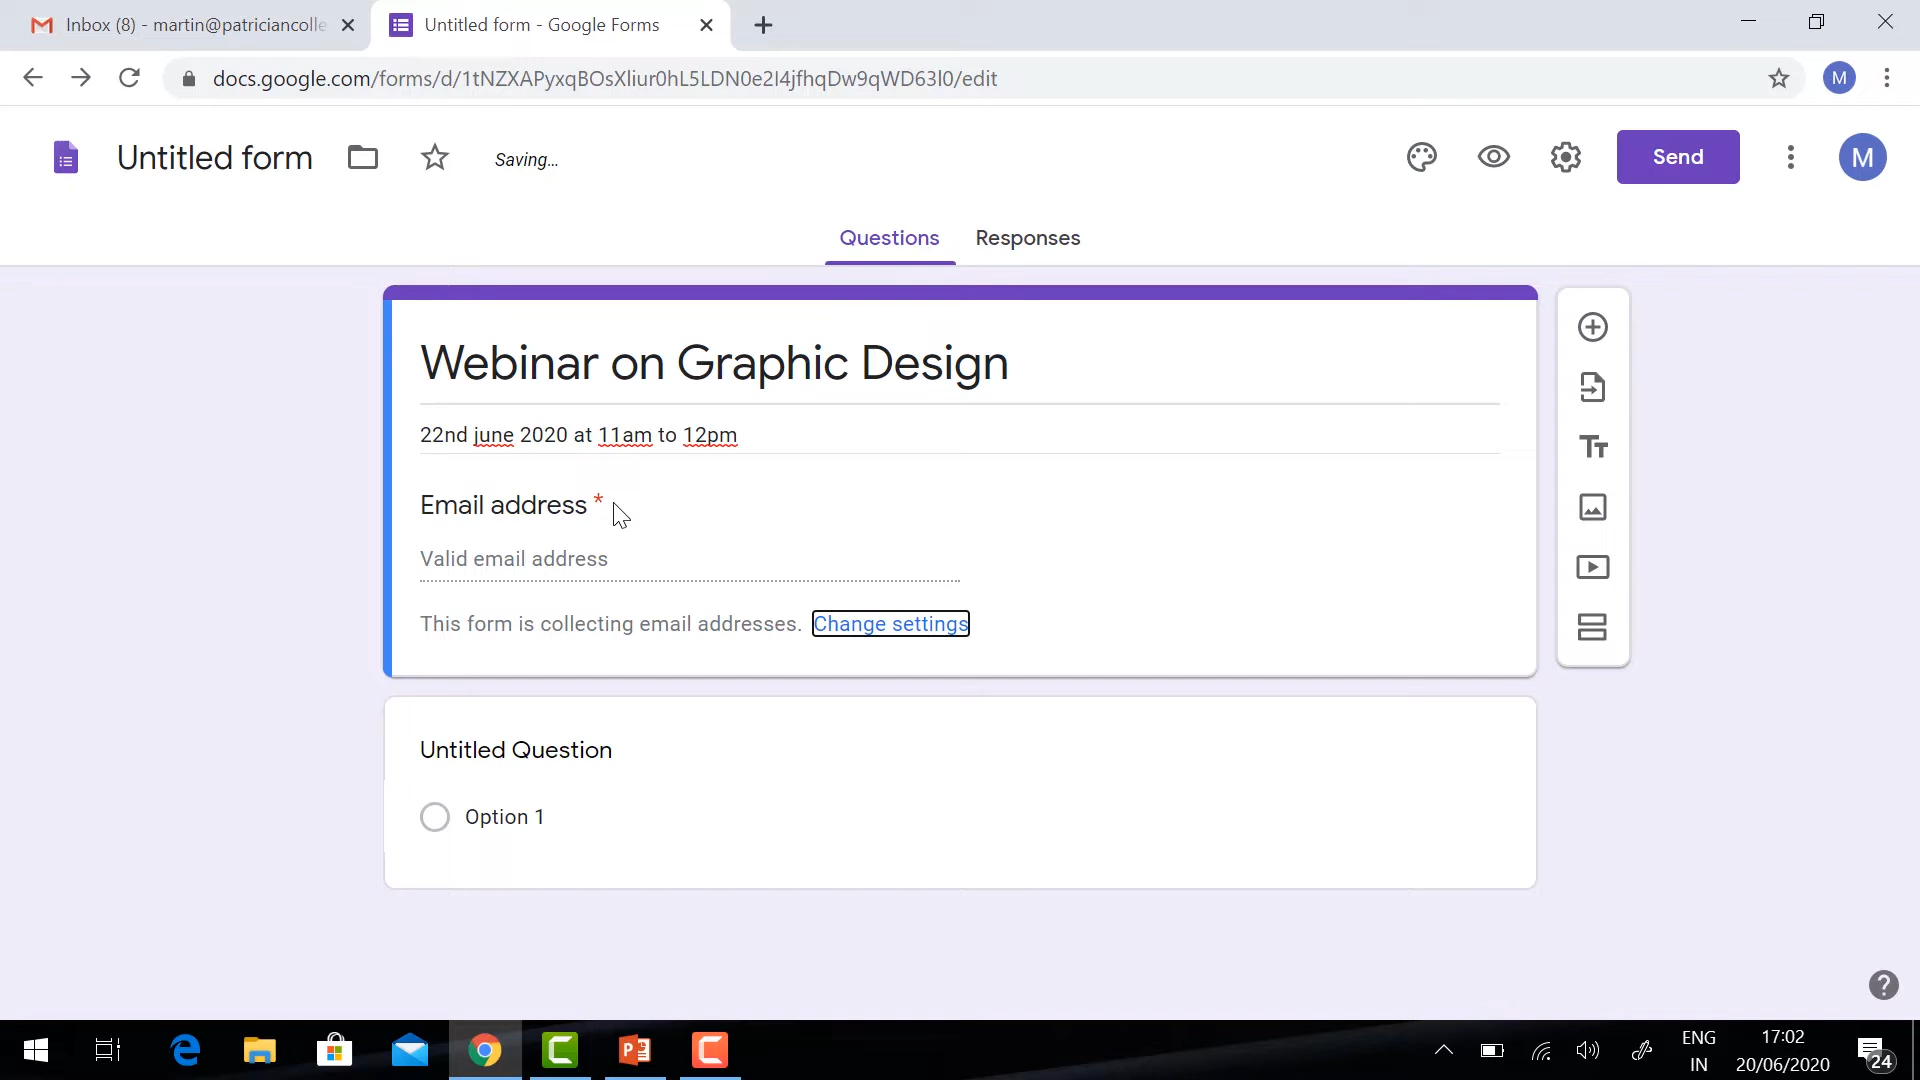 Inbox (8) - martin@patriciancolle
Untitled form - Google Forms
docs.google.com/forms/d/1tNZXAPyxqBOsXliur0hL5LDN0e2I4jfhqDw9qWD63l0/edit
M
Untitled form
Saving...
Send
M
Questions
Responses
Webinar on Graphic Design
22nd june 2020 at 11am to 12pm
Email address *
Valid email address
This form is collecting email addresses. Change settings
Tt
Untitled Question
Option 1
ENG
IN
17:02
20/06/2020
24